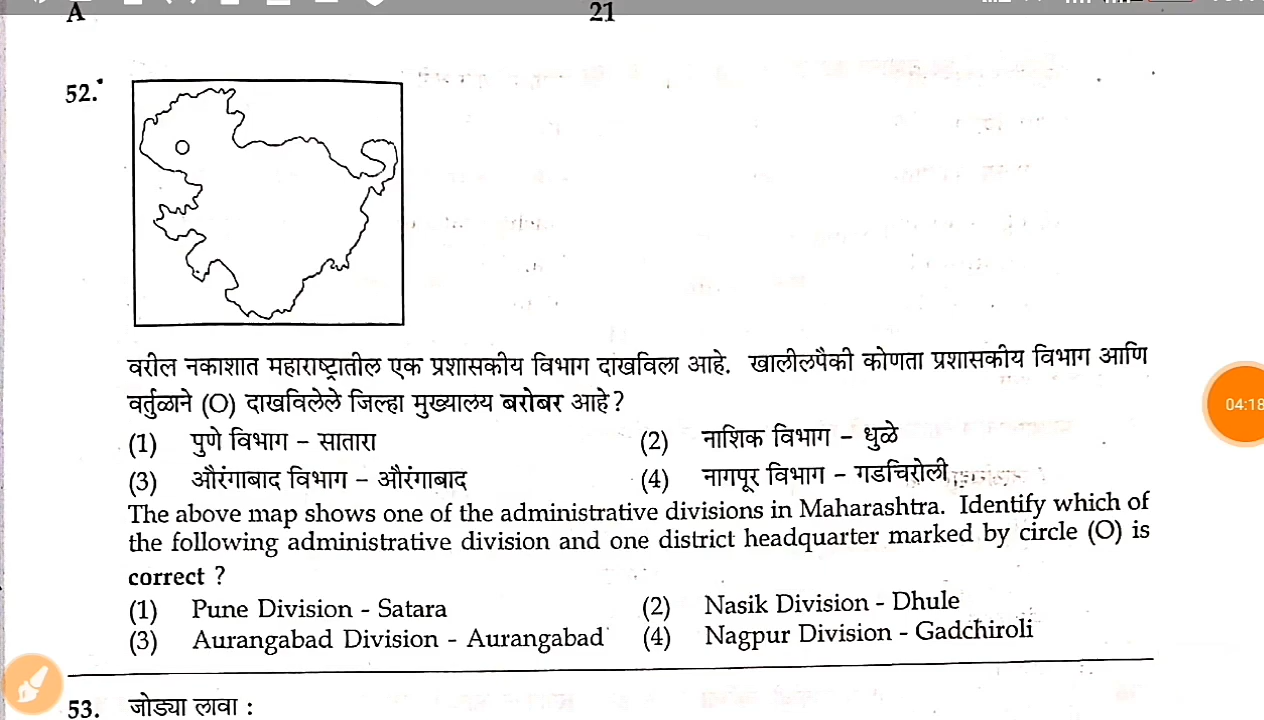 A 21
52.
वरील नकाशात महाराष्ट्रातील एक प्रशासकीय विभाग दाखविला आहे. खालीलपैकी कोणता प्रशासकीय विभाग आणि
वर्तुळाने (O) दाखविलेले जिल्हा मुख्यालय बरोबर आहे?
(1) पुणे विभाग – सातारा (2) नाशिक विभाग – धुळे
(3) औरंगाबाद विभाग – औरंगाबाद (4) नागपूर विभाग – गडचिरोली
The above map shows one of the administrative divisions in Maharashtra. Identify which of
the following administrative division and one district headquarter marked by circle (O) is
correct ?
(1) Pune Division - Satara (2) Nasik Division - Dhule
(3) Aurangabad Division - Aurangabad (4) Nagpur Division - Gadchiroli
53. जोड्या लावा :
04:18